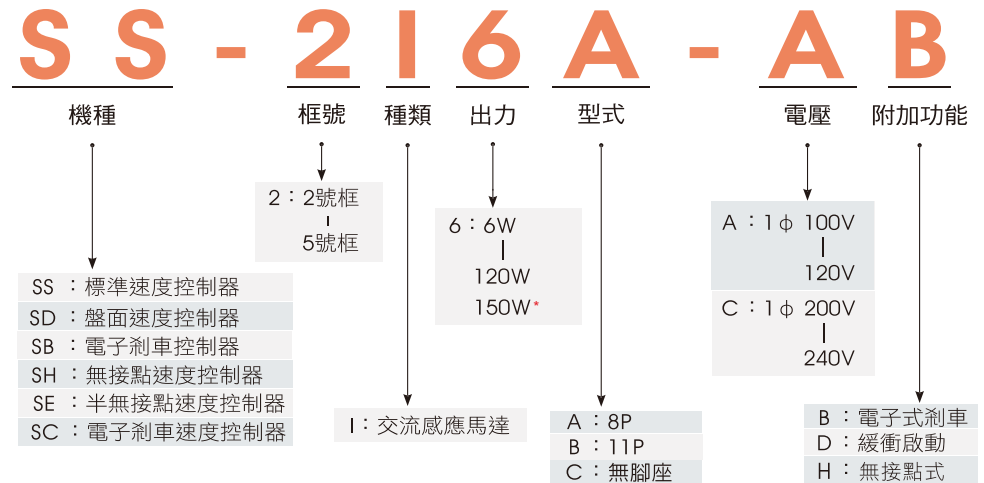 SS-2I6A-AB
機種 框號 種類 出力 型式 電壓 附加功能
SS：標準速度控制器
SD：盤面速度控制器
SB：電子剎車控制器
SH：無接點速度控制器
SE：半無接點速度控制器
SC：電子剎車速度控制器
2：2號框
5號框
I：交流感應馬達
6：6W
120W
150W*
A：8P
B：11P
C：無腳座
A：1ϕ 100V
120V
C：1ϕ 200V
240V
B：電子式剎車
D：緩衝啟動
H：無接點式